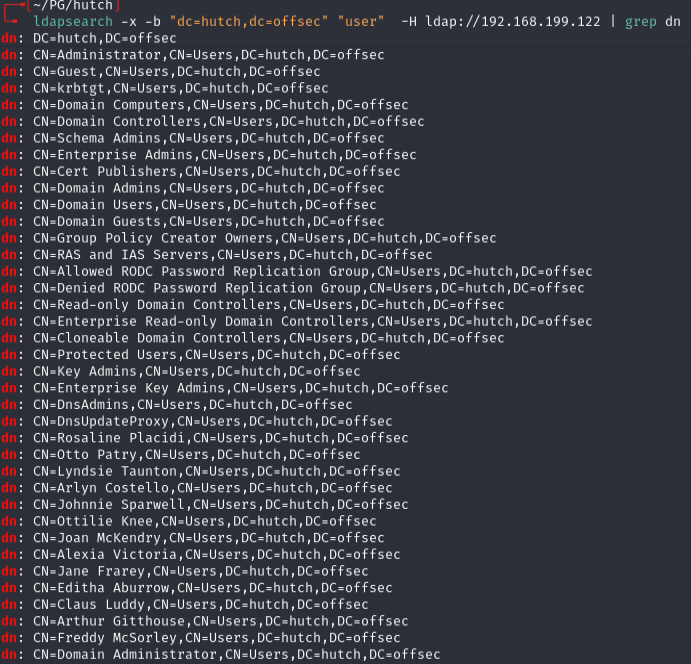 [~/PG/hutch]
ldapsearch -x -b "dc=hutch,dc=offsec" "user"  -H ldap://192.168.199.122 | grep dn
dn: DC=hutch,DC=offsec
dn: CN=Administrator,CN=Users,DC=hutch,DC=offsec
dn: CN=Guest,CN=Users,DC=hutch,DC=offsec
dn: CN=krbtgt,CN=Users,DC=hutch,DC=offsec
dn: CN=Domain Computers,CN=Users,DC=hutch,DC=offsec
dn: CN=Domain Controllers,CN=Users,DC=hutch,DC=offsec
dn: CN=Schema Admins,CN=Users,DC=hutch,DC=offsec
dn: CN=Enterprise Admins,CN=Users,DC=hutch,DC=offsec
dn: CN=Cert Publishers,CN=Users,DC=hutch,DC=offsec
dn: CN=Domain Admins,CN=Users,DC=hutch,DC=offsec
dn: CN=Domain Users,CN=Users,DC=hutch,DC=offsec
dn: CN=Domain Guests,CN=Users,DC=hutch,DC=offsec
dn: CN=Group Policy Creator Owners,CN=Users,DC=hutch,DC=offsec
dn: CN=RAS and IAS Servers,CN=Users,DC=hutch,DC=offsec
dn: CN=Allowed RODC Password Replication Group,CN=Users,DC=hutch,DC=offsec
dn: CN=Denied RODC Password Replication Group,CN=Users,DC=hutch,DC=offsec
dn: CN=Read-only Domain Controllers,CN=Users,DC=hutch,DC=offsec
dn: CN=Enterprise Read-only Domain Controllers,CN=Users,DC=hutch,DC=offsec
dn: CN=Cloneable Domain Controllers,CN=Users,DC=hutch,DC=offsec
dn: CN=Protected Users,CN=Users,DC=hutch,DC=offsec
dn: CN=Key Admins,CN=Users,DC=hutch,DC=offsec
dn: CN=Enterprise Key Admins,CN=Users,DC=hutch,DC=offsec
dn: CN=DnsAdmins,CN=Users,DC=hutch,DC=offsec
dn: CN=DnsUpdateProxy,CN=Users,DC=hutch,DC=offsec
dn: CN=Rosaline Placidi,CN=Users,DC=hutch,DC=offsec
dn: CN=Otto Patry,CN=Users,DC=hutch,DC=offsec
dn: CN=Lyndsie Taunton,CN=Users,DC=hutch,DC=offsec
dn: CN=Arlyn Costello,CN=Users,DC=hutch,DC=offsec
dn: CN=Johnnie Sparwell,CN=Users,DC=hutch,DC=offsec
dn: CN=Ottilie Knee,CN=Users,DC=hutch,DC=offsec
dn: CN=Joan McKendry,CN=Users,DC=hutch,DC=offsec
dn: CN=Alexia Victoria,CN=Users,DC=hutch,DC=offsec
dn: CN=Jane Frarey,CN=Users,DC=hutch,DC=offsec
dn: CN=Editha Aburrow,CN=Users,DC=hutch,DC=offsec
dn: CN=Claus Luddy,CN=Users,DC=hutch,DC=offsec
dn: CN=Arthur Gitthouse,CN=Users,DC=hutch,DC=offsec
dn: CN=Freddy McSorley,CN=Users,DC=hutch,DC=offsec
dn: CN=Domain Administrator,CN=Users,DC=hutch,DC=offsec